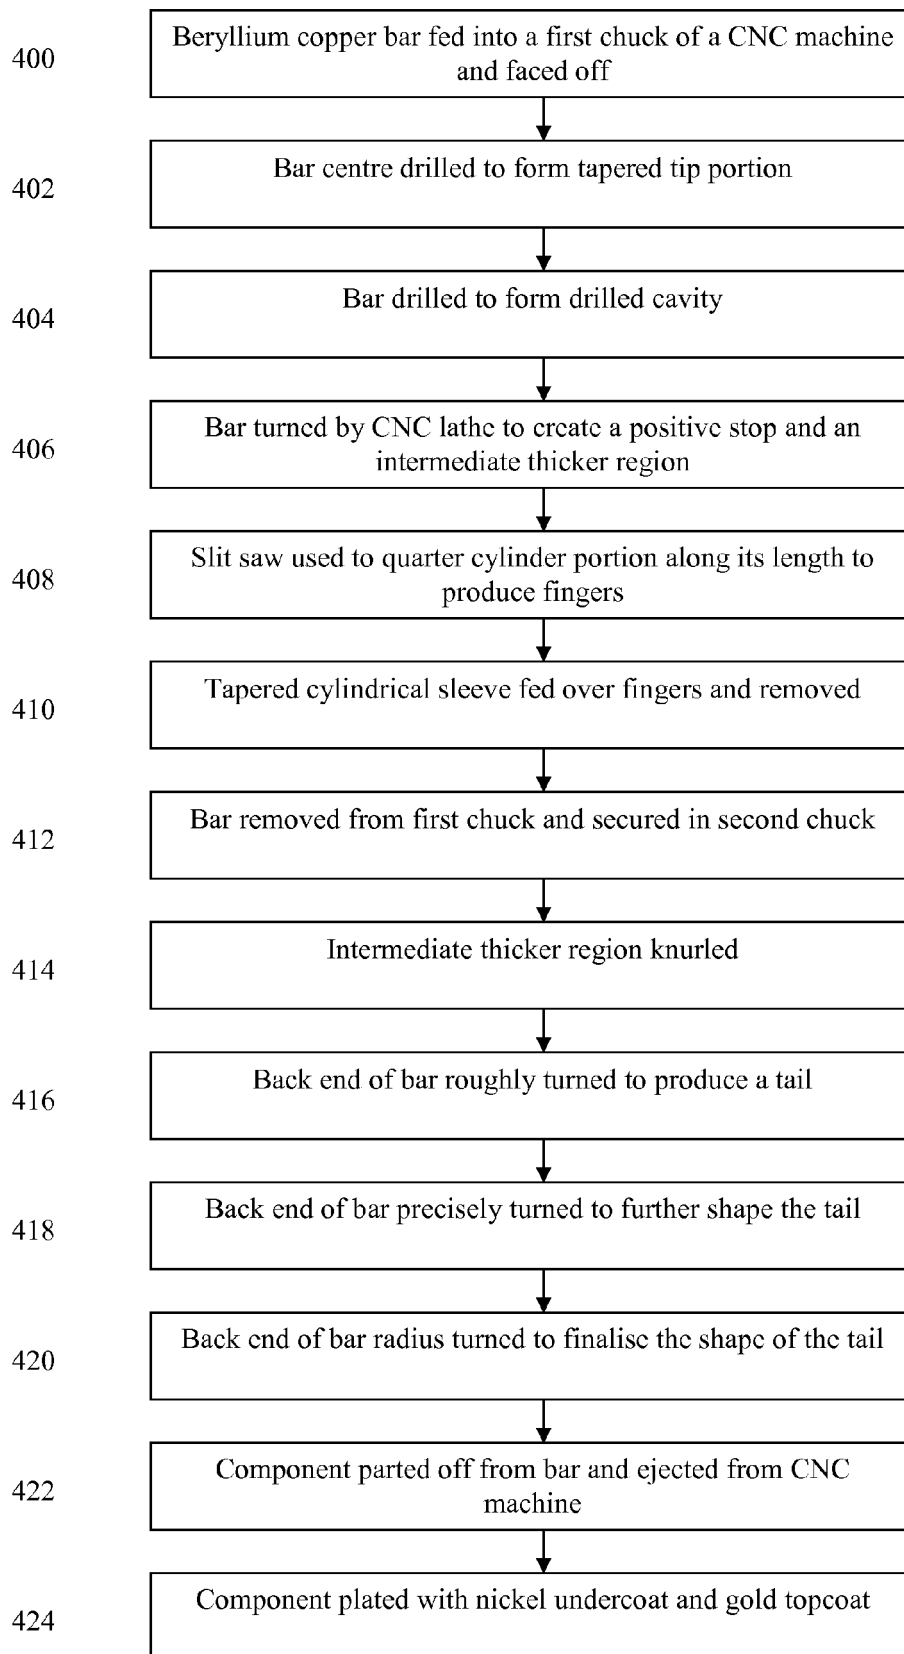 400
Beryllium copper bar fed into a first chuck of a CNC machine
and faced off
402
Bar centre drilled to form tapered tip portion
404
Bar drilled to form drilled cavity
406
Bar turned by CNC lathe to create a positive stop and an
intermediate thicker region
408
Slit saw used to quarter cylinder portion along its length to
produce fingers
410
Tapered cylindrical sleeve fed over fingers and removed
412
Bar removed from first chuck and secured in second chuck
414
Intermediate thicker region knurled
416
Back end of bar roughly turned to produce a tail
418
Back end of bar precisely turned to further shape the tail
420
Back end of bar radius turned to finalise the shape of the tail
422
Component parted off from bar and ejected from CNC
machine
424
Component plated with nickel undercoat and gold topcoat